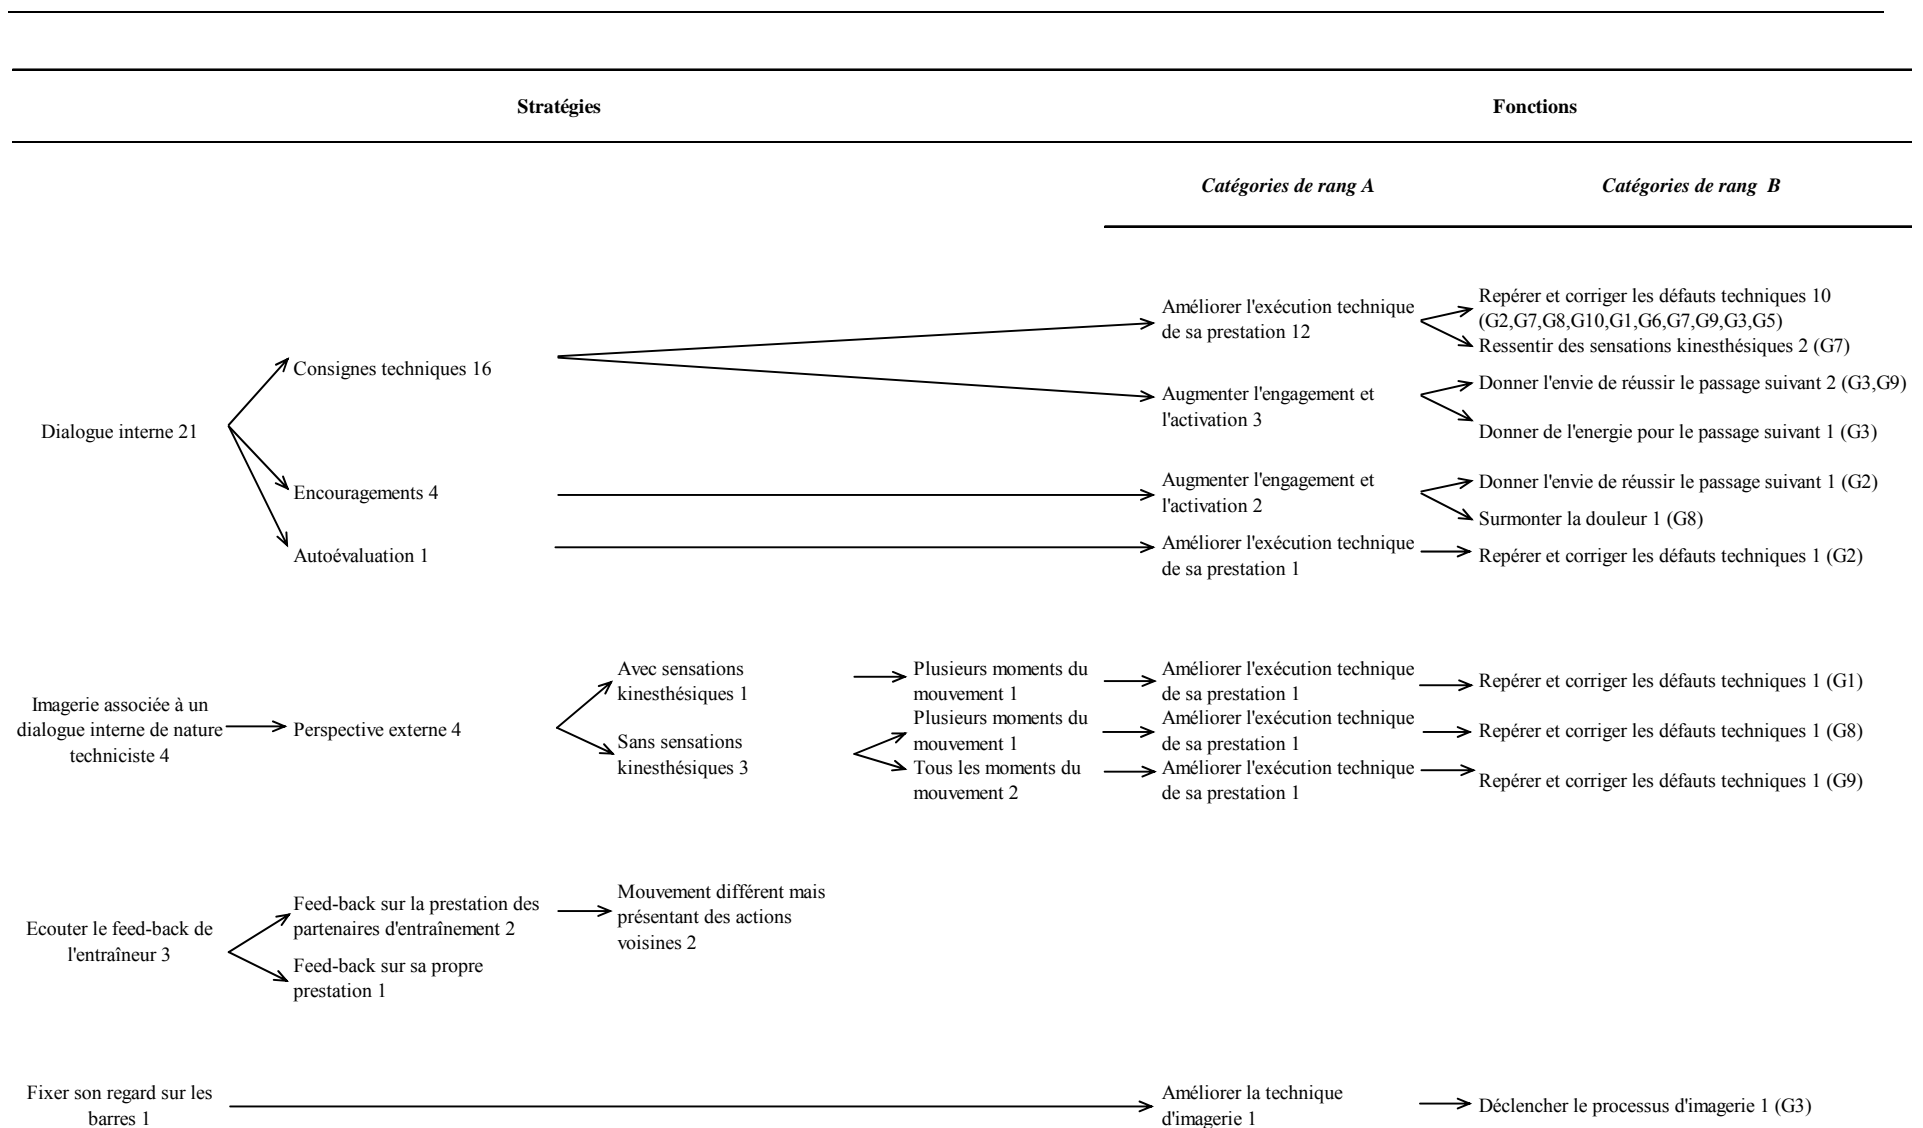 Stratégies
Fonctions
Catégories de rang A
Catégories de rang B
Dialogue interne 21
Consignes techniques 16
Améliorer l'exécution technique
de sa prestation 12
Repérer et corriger les défauts techniques 10
(G2,G7,G8,G10,G1,G6,G7,G9,G3,G5)
Ressentir des sensations kinesthésiques 2 (G7)
Augmenter l'engagement et
l'activation 3
Donner l'envie de réussir le passage suivant 2 (G3,G9)
Donner de l'energie pour le passage suivant 1 (G3)
Encouragements 4
Augmenter l'engagement et
l'activation 2
Donner l'envie de réussir le passage suivant 1 (G2)
Surmonter la douleur 1 (G8)
Autoévaluation 1
Améliorer l'exécution technique
de sa prestation 1
Repérer et corriger les défauts techniques 1 (G2)
Imagerie associée à un
dialogue interne de nature
techniciste 4
Perspective externe 4
Avec sensations
kinesthésiques 1
Plusieurs moments du
mouvement 1
Améliorer l'exécution technique
de sa prestation 1
Repérer et corriger les défauts techniques 1 (G1)
Sans sensations
kinesthésiques 3
Plusieurs moments du
mouvement 1
Améliorer l'exécution technique
de sa prestation 1
Repérer et corriger les défauts techniques 1 (G8)
Tous les moments du
mouvement 2
Améliorer l'exécution technique
de sa prestation 1
Repérer et corriger les défauts techniques 1 (G9)
Ecouter le feed-back de
l'entraîneur 3
Feed-back sur la prestation des
partenaires d'entraînement 2
Mouvement différent mais
présentant des actions
voisines 2
Feed-back sur sa propre
prestation 1
Fixer son regard sur les
barres 1
Améliorer la technique
d'imagerie 1
Déclencher le processus d'imagerie 1 (G3)